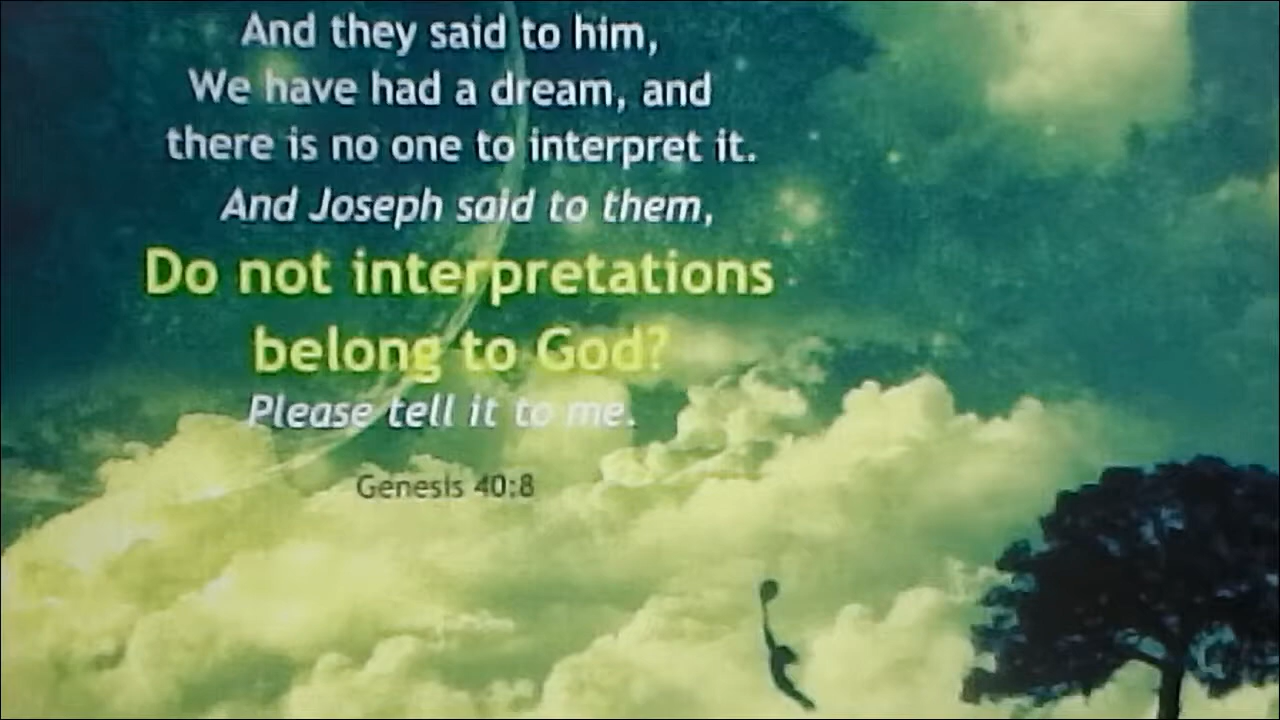 And they said to him,
We have had a dream, and
there is no one to interpret it.
And Joseph said to them,
Do not interpretations
belong to God?
Please tell it to me.
Genesis 40:8